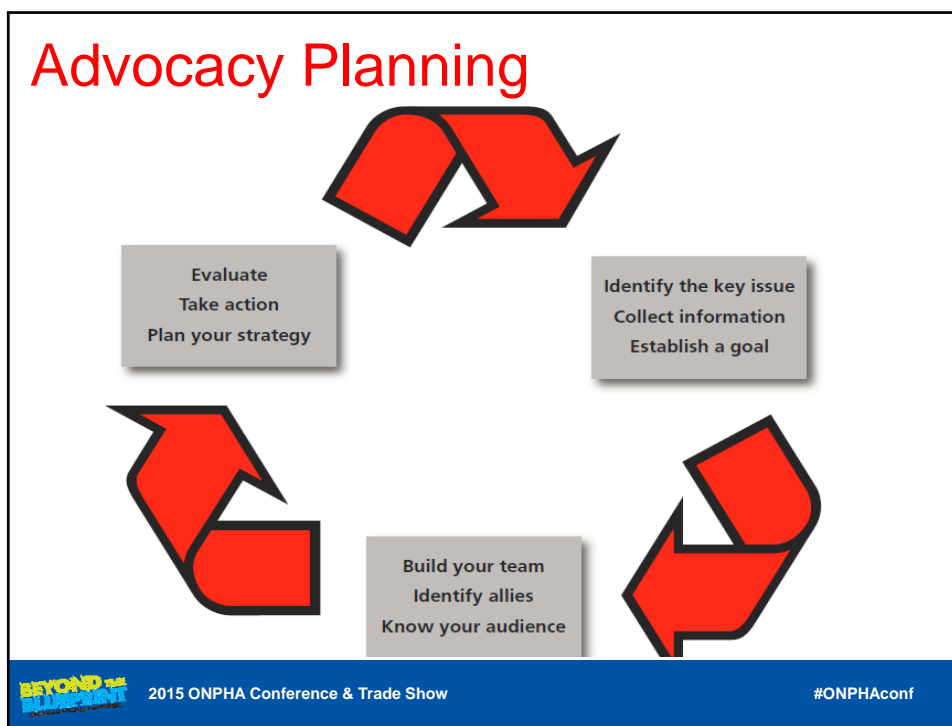 Advocacy Planning
Evaluate
Take action
Plan your strategy
Identify the key issue
Collect information
Establish a goal
Build your team
Identify allies
Know your audience
BEYOND THE
BLUEPRINT
2015 ONPHA Conference & Trade Show
#ONPHAconf